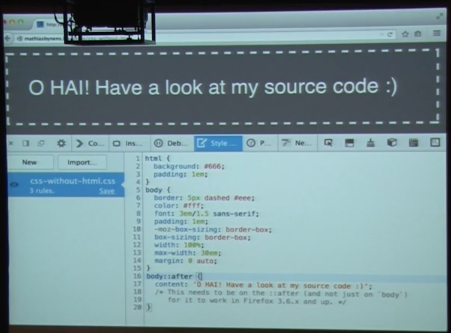 mathiasbynens
O HAI! Have a look at my source code :)
Co... Ins... Deb... Style ... P... Ne...
New Import...
css-without-html.css
3 rules. Save
1 html {
2 background: #666;
3 padding: 1em;
4 }
5 body {
6 border: 5px dashed #eee;
7 color: #fff;
8 font: 3em/1.5 sans-serif;
9 padding: 1em;
10 -moz-box-sizing: border-box;
11 box-sizing: border-box;
12 width: 100%;
13 max-width: 30em;
14 margin: 0 auto;
15 }
16 body::after {
17 content: 'O HAI! Have a look at my source code :)';
18 /* This needs to be on the ::after (and not just on `body`)
19 for it to work in Firefox 3.6.x and up. */
20 }